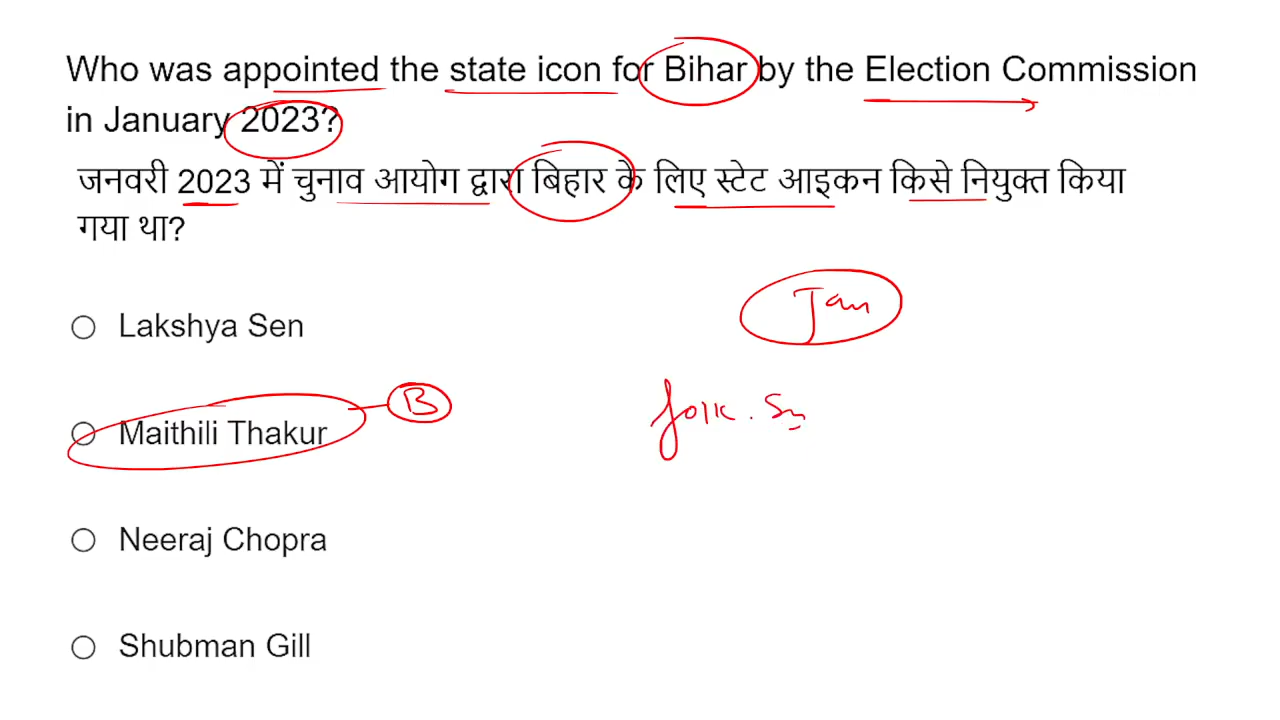 Who was appointed the state icon for Bihar by the Election Commission
in January 2023?
जनवरी 2023 में चुनाव आयोग द्वारा बिहार के लिए स्टेट आइकन किसे नियुक्त किया
गया था?
Jan
Lakshya Sen
B
folk.
Maithili Thakur
Neeraj Chopra
Shubman Gill